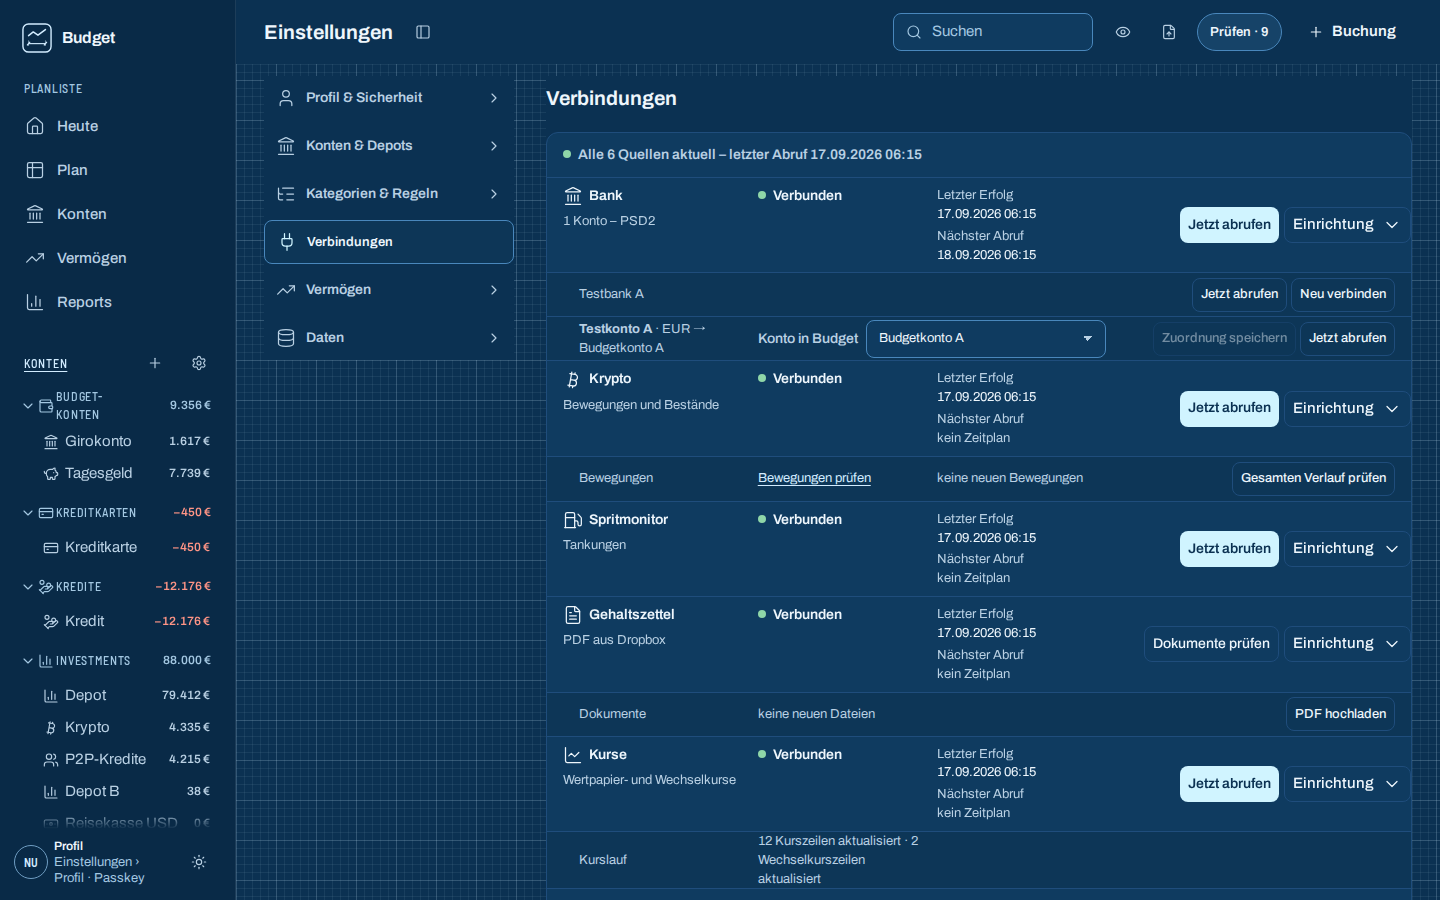 Budget
PLANLISTE
Heute
Plan
Konten
Vermögen
Reports
KONTEN
BUDGET-
KONTEN
9.356 €
Girokonto 1.617 €
Tagesgeld 7.739 €
KREDITKARTEN −450 €
Kreditkarte −450 €
KREDITE −12.176 €
Kredit −12.176 €
INVESTMENTS 88.000 €
Depot 79.412 €
Krypto 4.335 €
P2P-Kredite 4.215 €
Depot B 38 €
Reisekasse USD 0 €
NU
Profil
Einstellungen ›
Profil · Passkey
Einstellungen
Suchen
Prüfen · 9
Buchung
Profil & Sicherheit
Konten & Depots
Kategorien & Regeln
Verbindungen
Vermögen
Daten
Verbindungen
Alle 6 Quellen aktuell – letzter Abruf 17.09.2026 06:15
Bank
1 Konto – PSD2
Verbunden
Letzter Erfolg
17.09.2026 06:15
Nächster Abruf
18.09.2026 06:15
Jetzt abrufen
Einrichtung
Testbank A
Jetzt abrufen
Neu verbinden
Testkonto A · EUR →
Budgetkonto A
Konto in Budget
Budgetkonto A
Zuordnung speichern
Jetzt abrufen
Krypto
Bewegungen und Bestände
Verbunden
Letzter Erfolg
17.09.2026 06:15
Nächster Abruf
kein Zeitplan
Jetzt abrufen
Einrichtung
Bewegungen
Bewegungen prüfen
keine neuen Bewegungen
Gesamten Verlauf prüfen
Spritmonitor
Tankungen
Verbunden
Letzter Erfolg
17.09.2026 06:15
Nächster Abruf
kein Zeitplan
Jetzt abrufen
Einrichtung
Gehaltszettel
PDF aus Dropbox
Verbunden
Letzter Erfolg
17.09.2026 06:15
Nächster Abruf
kein Zeitplan
Dokumente prüfen
Einrichtung
Dokumente
keine neuen Dateien
PDF hochladen
Kurse
Wertpapier- und Wechselkurse
Verbunden
Letzter Erfolg
17.09.2026 06:15
Nächster Abruf
kein Zeitplan
Jetzt abrufen
Einrichtung
Kurslauf
12 Kurszeilen aktualisiert · 2
Wechselkurszeilen
aktualisiert